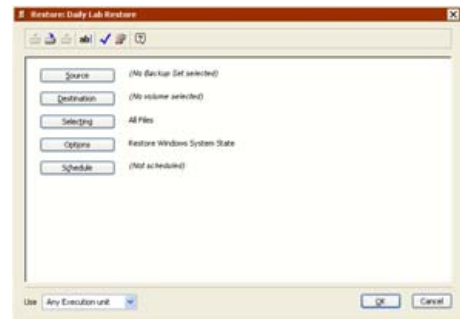 Restore: Daily Lab Restore
abl
Source (No Backup Set selected)
Destination (No volume selected)
Selecting All Files
Options Restore Windows System State
Schedule (Not scheduled)
Use Any Execution unit OK Cancel